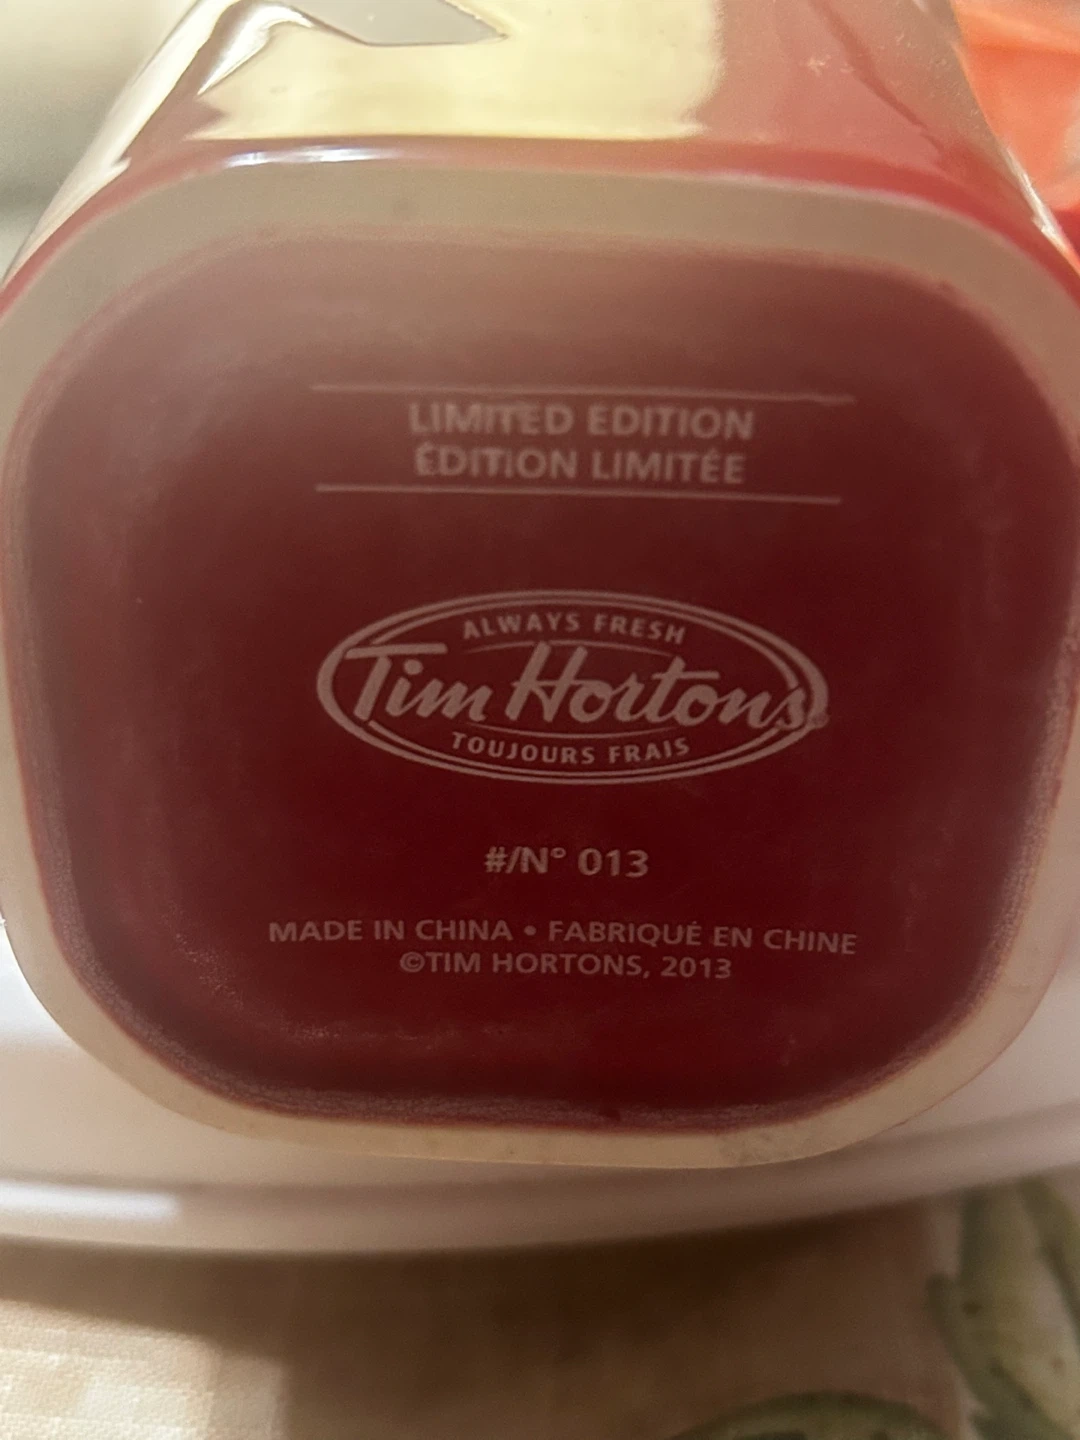 LIMITED EDITION
ÉDITION LIMITÉE
ALWAYS FRESH
Tim Hortons
TOUJOURS FRAIS
#/N° 013
MADE IN CHINA • FABRIQUÉ EN CHINE
©TIM HORTONS, 2013